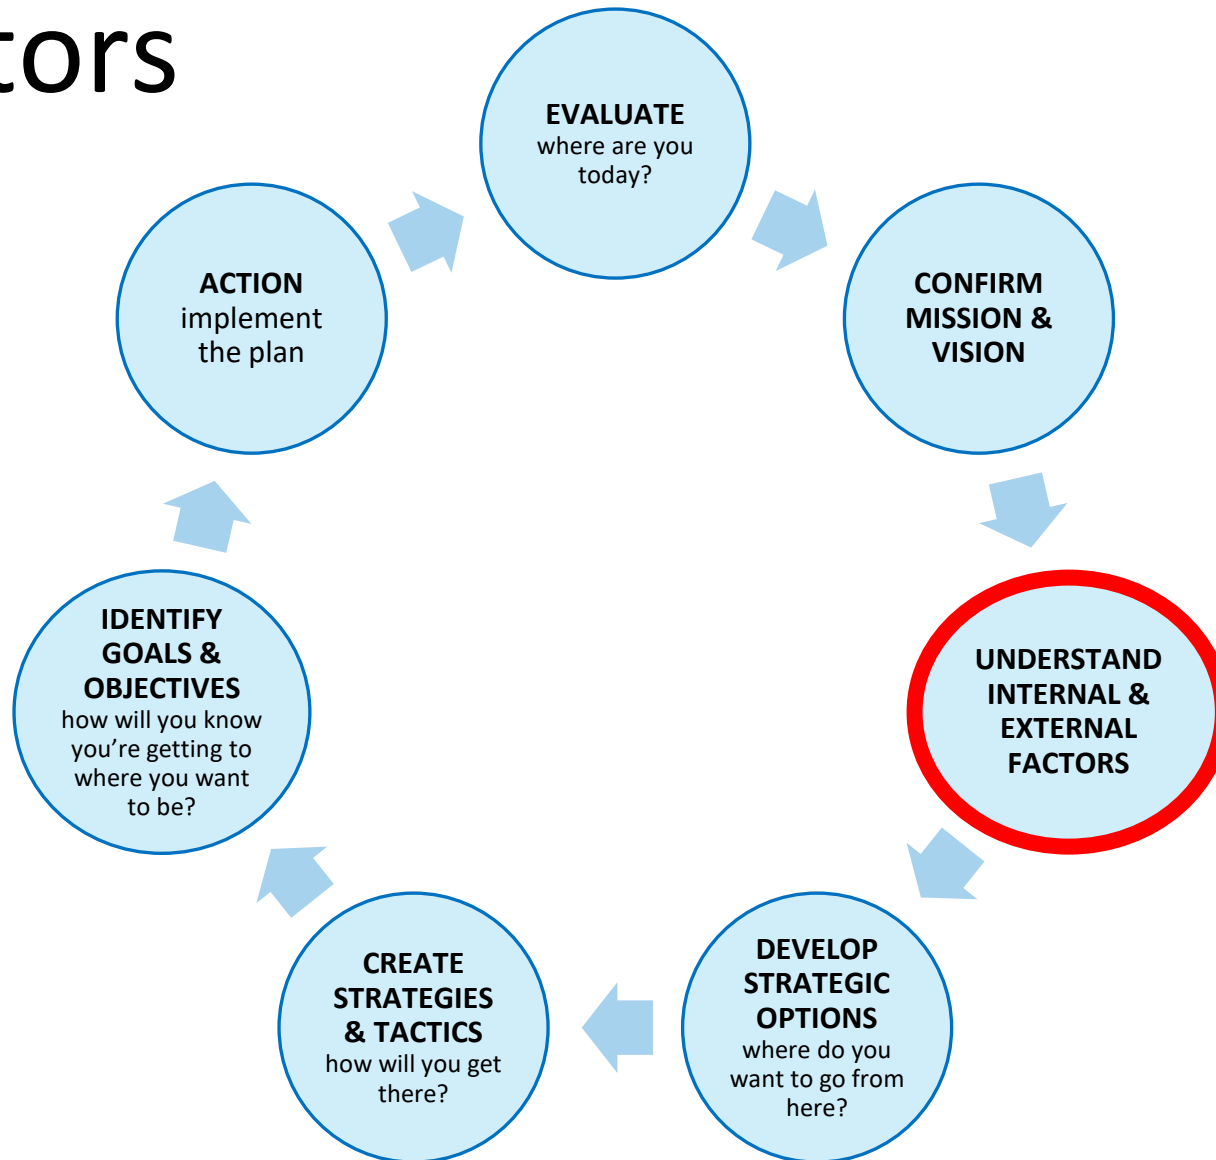 tors
EVALUATE
where are you
today?
CONFIRM
MISSION &
VISION
UNDERSTAND
INTERNAL &
EXTERNAL
FACTORS
DEVELOP
STRATEGIC
OPTIONS
where do you
want to go from
here?
CREATE
STRATEGIES
& TACTICS
how will you get
there?
IDENTIFY
GOALS &
OBJECTIVES
how will you know
you’re getting to
where you want
to be?
ACTION
implement
the plan